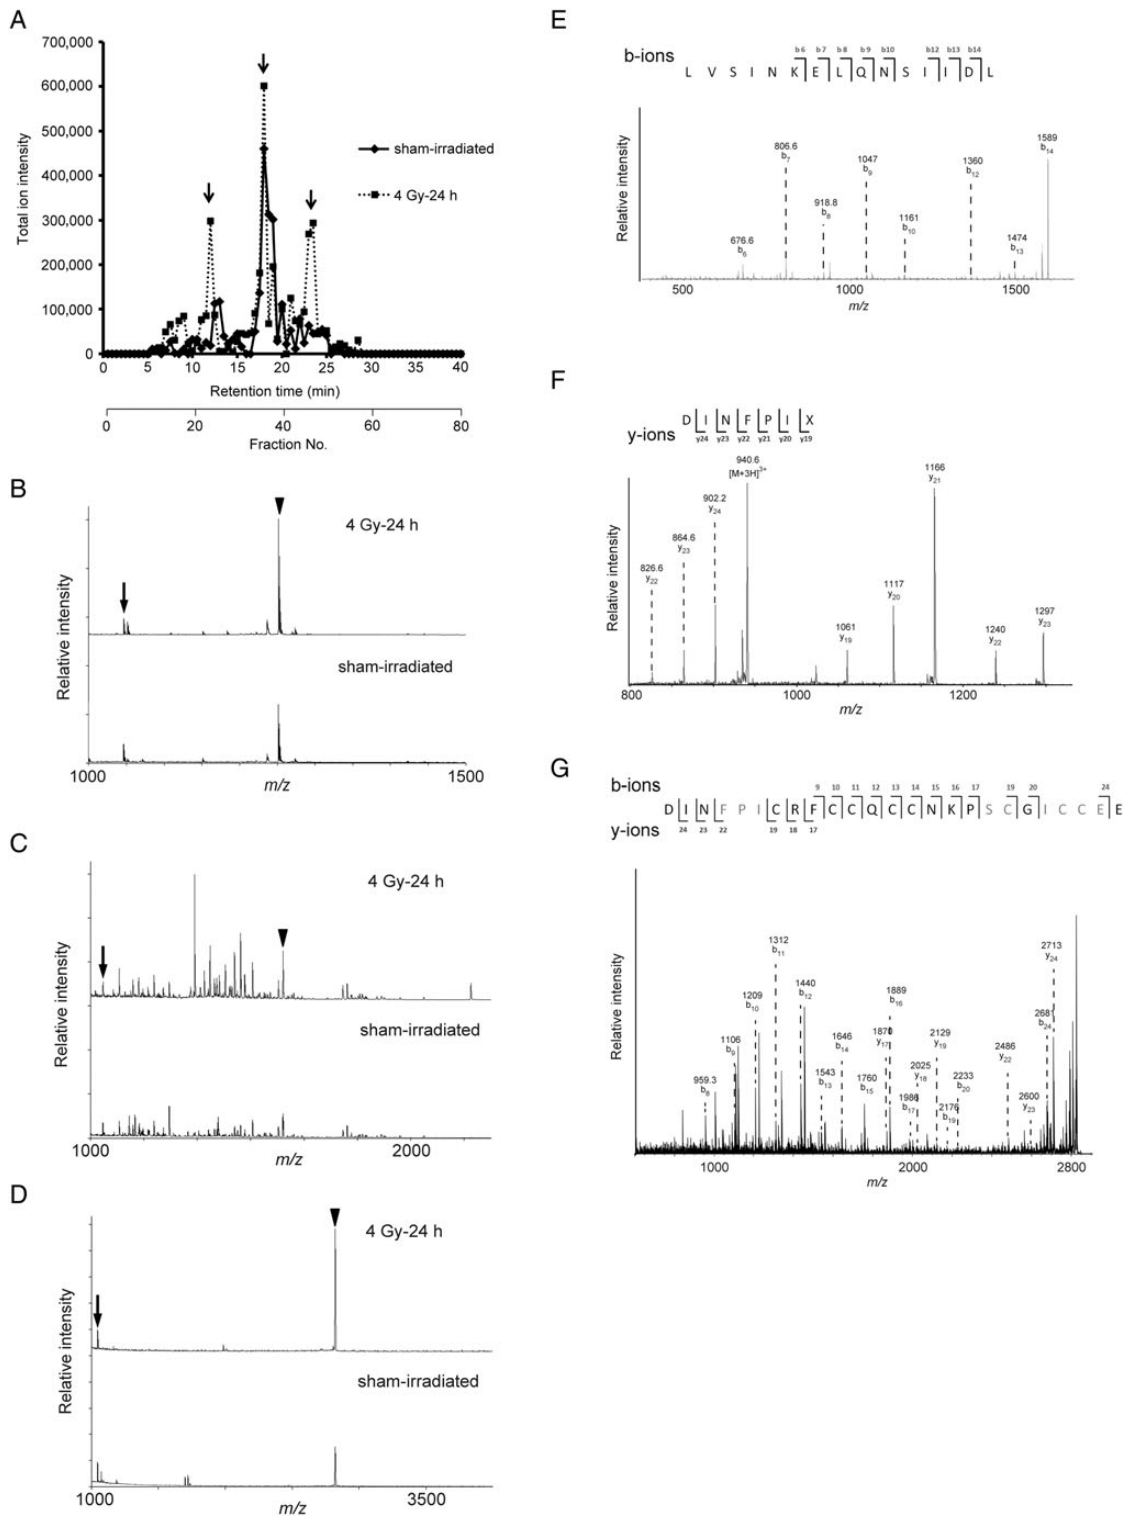 A
700,000
600,000
500,000
400,000
300,000
200,000
100,000
0
Total ion intensity
sham-irradiated
4 Gy-24 h
0 5 10 15 20 25 30 35 40
Retention time (min)
0 20 40 60 80
Fraction No.
B
4 Gy-24 h
sham-irradiated
Relative intensity
1000 1500
m/z
C
4 Gy-24 h
sham-irradiated
Relative intensity
1000 2000
m/z
D
4 Gy-24 h
sham-irradiated
Relative intensity
1000 3500
m/z
E
b 6 b 7 b 8 b 9 b10 b12 b13 b14
b-ions
L V S I N K E L Q N S I I D L
Relative intensity
676.6 b6
806.6 b7
918.8 b8
1047 b9
1161 b10
1360 b12
1474 b13
1589 b14
500 1000 1500
m/z
F
D I N F P I X
y-ions
y24 y23 y22 y21 y20 y19
Relative intensity
826.6 y22
864.6 y23
902.2 y24
940.6 [M+3H]3+
1061 y19
1117 y20
1166 y21
1240 y22
1297 y23
800 1000 1200
m/z
G
b-ions
9 10 11 12 13 14 15 16 17 19 20 24
D I N F P I C R F C C Q C C N K P S C G I C C E E
y-ions
24 23 22 19 18 17
Relative intensity
959.3 b8
1106 b9
1209 b10
1312 b11
1440 b12
1543 b13
1646 b14
1760 b15
1870 y17
1889 b16
1986 b17
2025 y18
2129 y19
2176 b19
2233 b20
2486 y22
2600 y23
2681 b24
2713 y24
1000 2000 2800
m/z